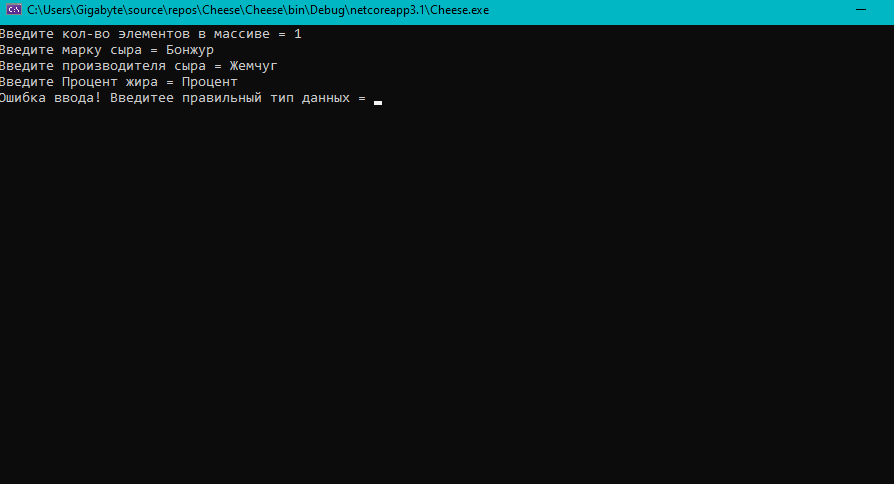 C:\Users\Gigabyte\source\repos\Cheese\Cheese\bin\Debug\netcoreapp3.1\Cheese.exe
Введите кол-во элементов в массиве = 1
Введите марку сыра = Бонжур
Введите производителя сыра = Жемчуг
Введите Процент жира = Процент
Ошибка ввода! Введитее правильный тип данных =